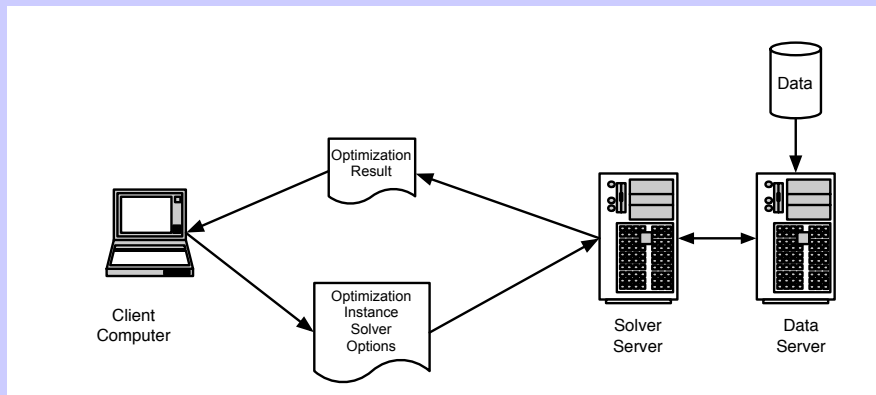 Data
Optimization
Result
Optimization
Instance
Solver
Options
Client
Computer
Solver
Server
Data
Server